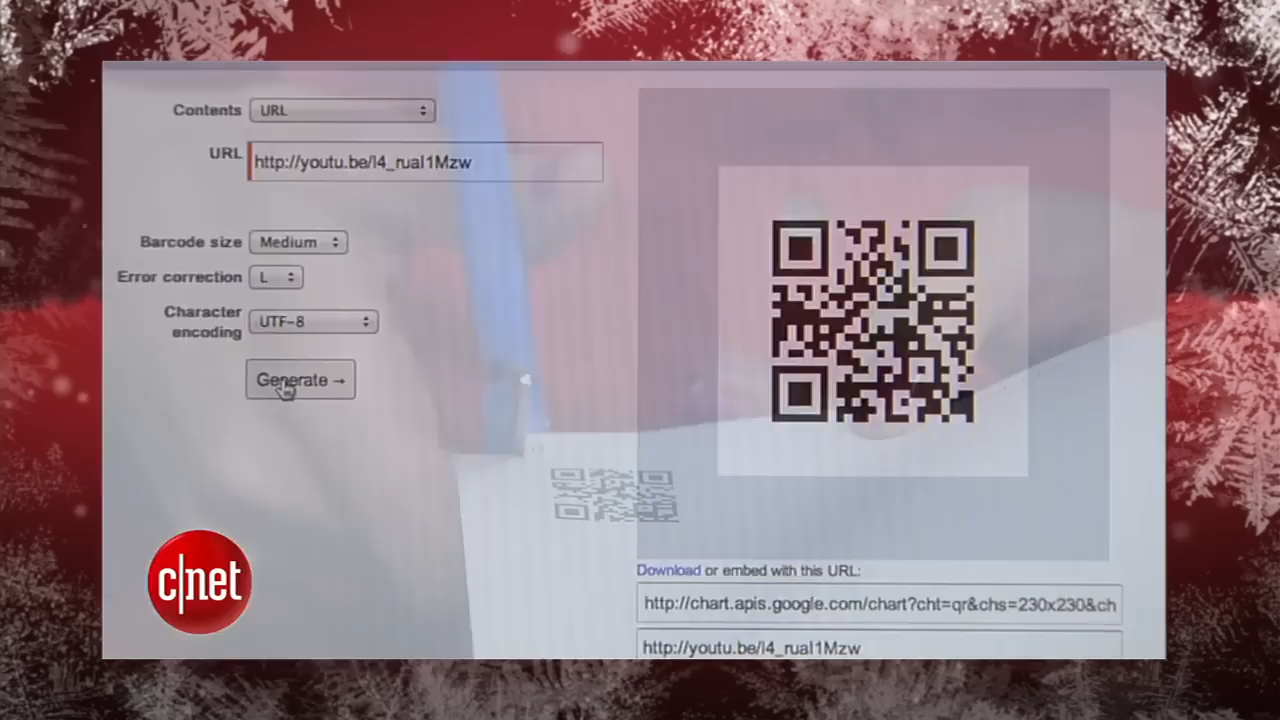 Contents URL
URL http://youtu.be/l4_rual1Mzw
Barcode size Medium
Error correction L
Character
encoding UTF-8
Generate →
c|net
Download or embed with this URL:
http://chart.apis.google.com/chart?cht=qr&chs=230x230&ch
http://youtu.be/l4_rual1Mzw